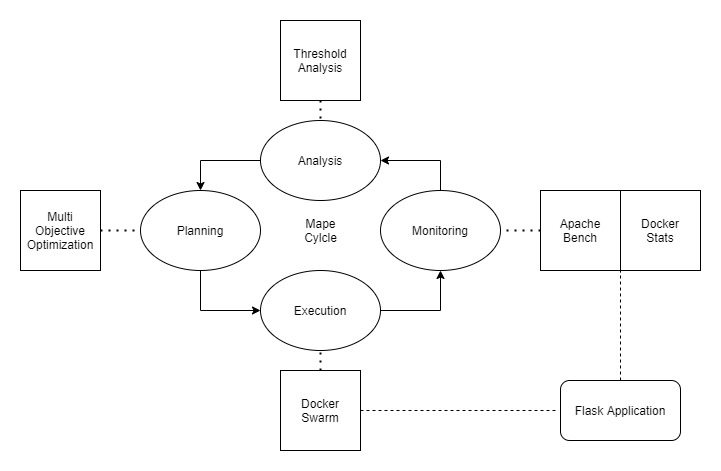 Threshold
Analysis
Analysis
Multi
Objective
Optimization
Planning
Mape
Cylcle
Monitoring
Apache
Bench
Docker
Stats
Execution
Docker
Swarm
Flask Application